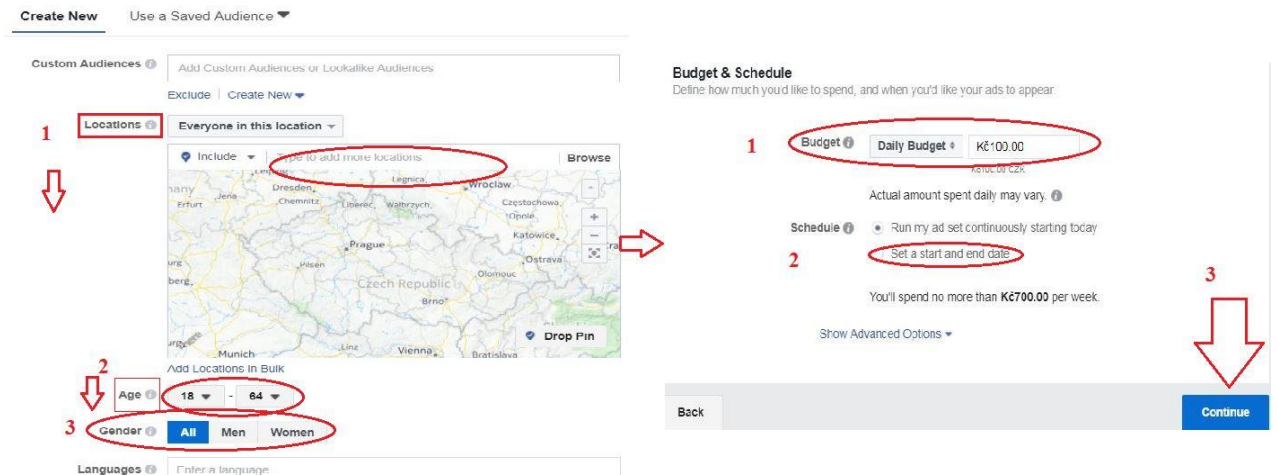 Create New Use a Saved Audience
Custom Audiences Add Custom Audiences or Lookalike Audiences
Exclude | Create New
1 Locations Everyone in this location
Include Type to add more locations Browse
Legnica Wrocław
Dresden
Erfurt Jena Chemnitz Liberec Wałbrzych Częstochowa
Opole
Katowice
Prague
Ostrava
Pilsen
Olomouc
Czech Republic
Brno
Drop Pin
Munich Linz Vienna Bratislava
Add Locations in Bulk
2
Age 18 - 64
3 Gender All Men Women
Languages Enter a language
Budget & Schedule
Define how much you'd like to spend, and when you'd like your ads to appear.
1 Budget Daily Budget Kč100.00
Kč100.00 CZK
Actual amount spent daily may vary.
Schedule Run my ad set continuously starting today
2 Set a start and end date
3
You'll spend no more than Kč700.00 per week.
Show Advanced Options
Back Continue